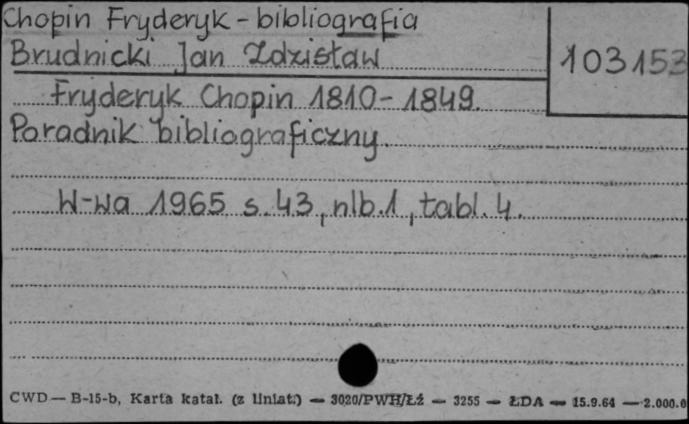 Chopin Fryderyk - bibliografia
Brudnicki Jan Zdzisław
103153
Fryderyk Chopin 1810-1849.
Poradnik bibliograficzny.
W-wa 1965 s. 43, nlb. 1, tabl. 4.
CWD — B-15-b, Karta katal. (z liniat.) — 3020/PWH/Łź — 3255 — ŁDA — 15.9.64 — 2.000.0